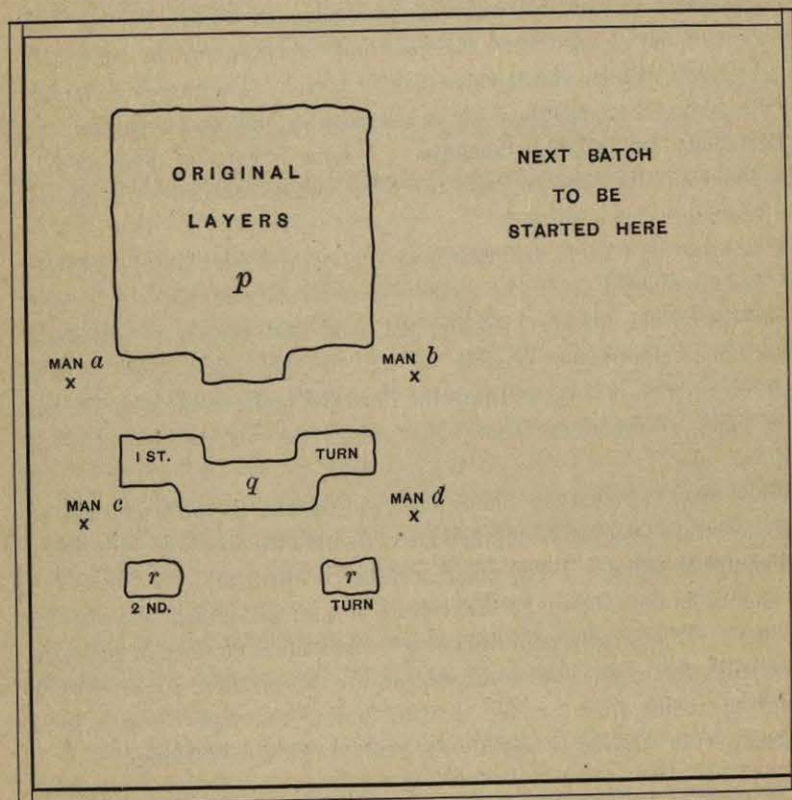 ORIGINAL
LAYERS
p
NEXT BATCH
TO BE
STARTED HERE
MAN a
X
MAN b
X
1 ST. TURN
q
MAN c
X
MAN d
X
r r
2 ND. TURN